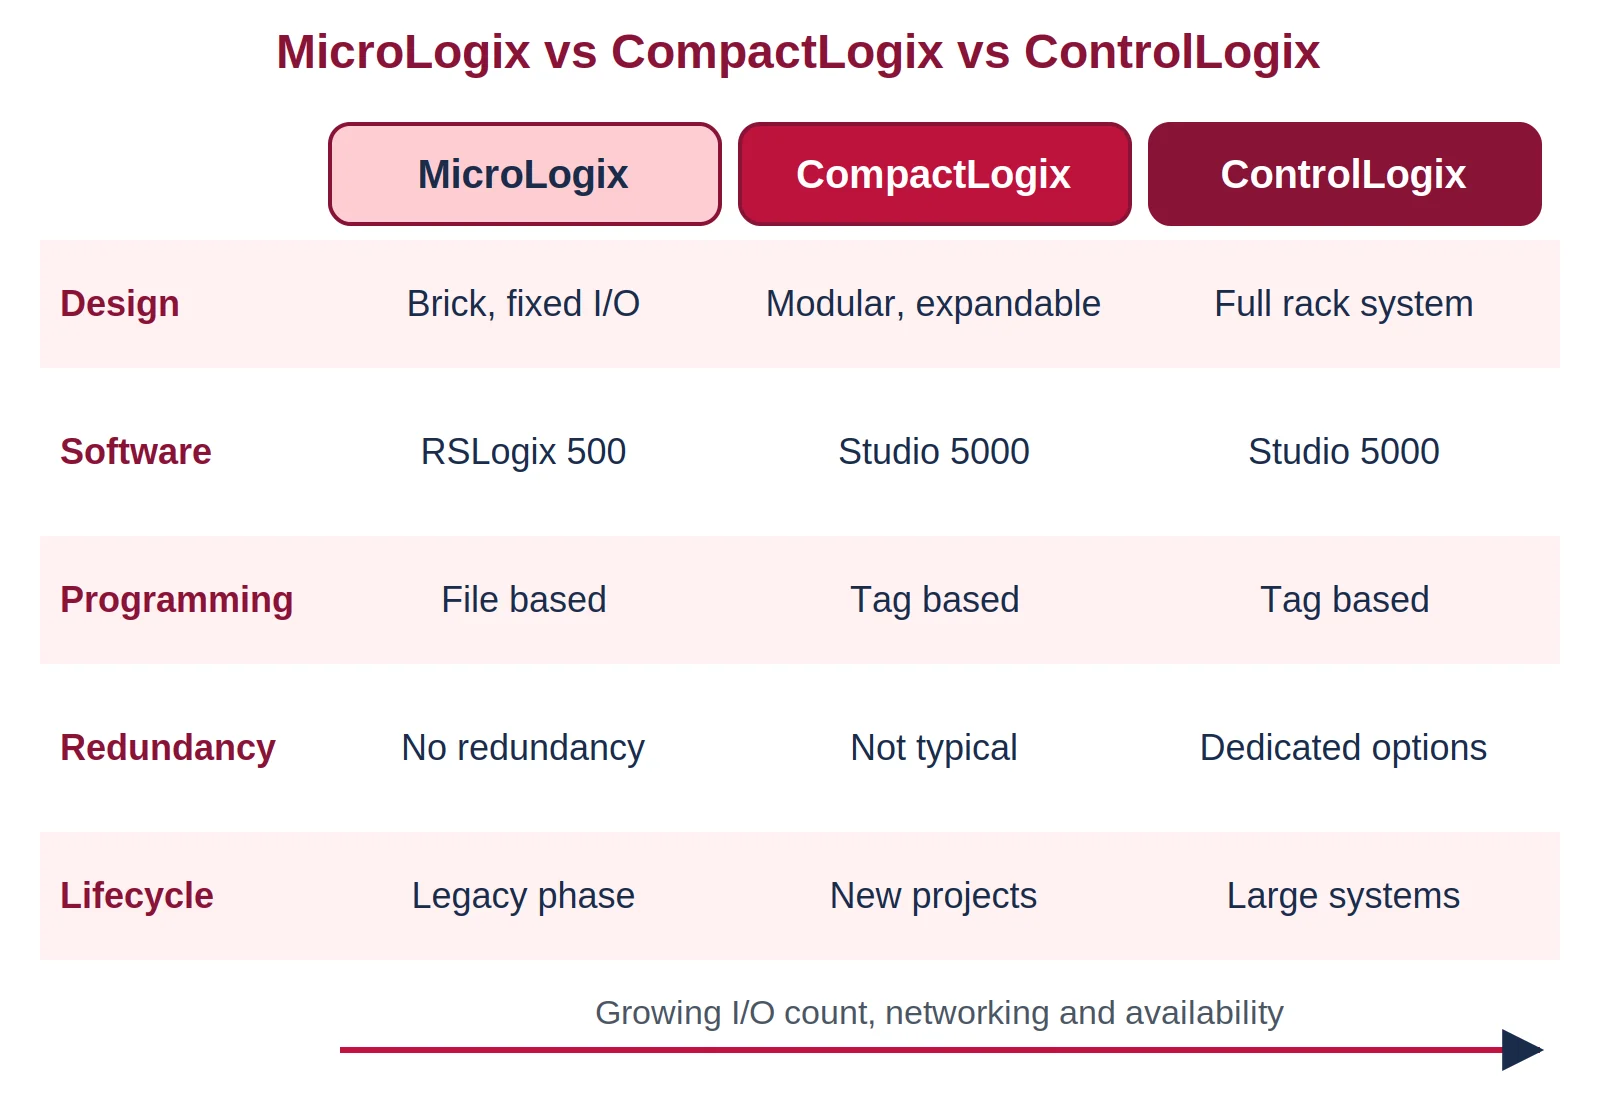 MicroLogix vs CompactLogix vs ControlLogix
MicroLogix CompactLogix ControlLogix
Design Brick, fixed I/O Modular, expandable Full rack system
Software RSLogix 500 Studio 5000 Studio 5000
Programming File based Tag based Tag based
Redundancy No redundancy Not typical Dedicated options
Lifecycle Legacy phase New projects Large systems
Growing I/O count, networking and availability